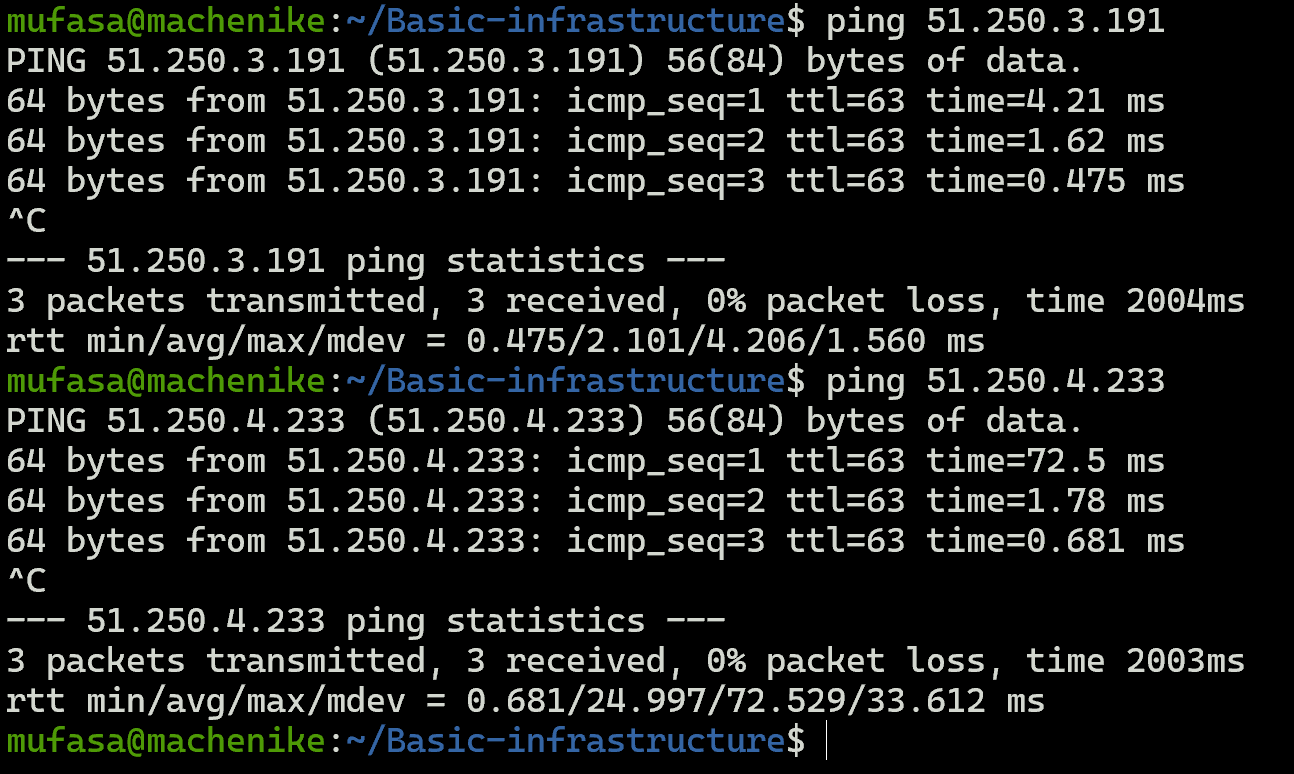 mufasa@machenike:~/Basic-infrastructure$ ping 51.250.3.191
PING 51.250.3.191 (51.250.3.191) 56(84) bytes of data.
64 bytes from 51.250.3.191: icmp_seq=1 ttl=63 time=4.21 ms
64 bytes from 51.250.3.191: icmp_seq=2 ttl=63 time=1.62 ms
64 bytes from 51.250.3.191: icmp_seq=3 ttl=63 time=0.475 ms
^C
--- 51.250.3.191 ping statistics ---
3 packets transmitted, 3 received, 0% packet loss, time 2004ms
rtt min/avg/max/mdev = 0.475/2.101/4.206/1.560 ms
mufasa@machenike:~/Basic-infrastructure$ ping 51.250.4.233
PING 51.250.4.233 (51.250.4.233) 56(84) bytes of data.
64 bytes from 51.250.4.233: icmp_seq=1 ttl=63 time=72.5 ms
64 bytes from 51.250.4.233: icmp_seq=2 ttl=63 time=1.78 ms
64 bytes from 51.250.4.233: icmp_seq=3 ttl=63 time=0.681 ms
^C
--- 51.250.4.233 ping statistics ---
3 packets transmitted, 3 received, 0% packet loss, time 2003ms
rtt min/avg/max/mdev = 0.681/24.997/72.529/33.612 ms
mufasa@machenike:~/Basic-infrastructure$